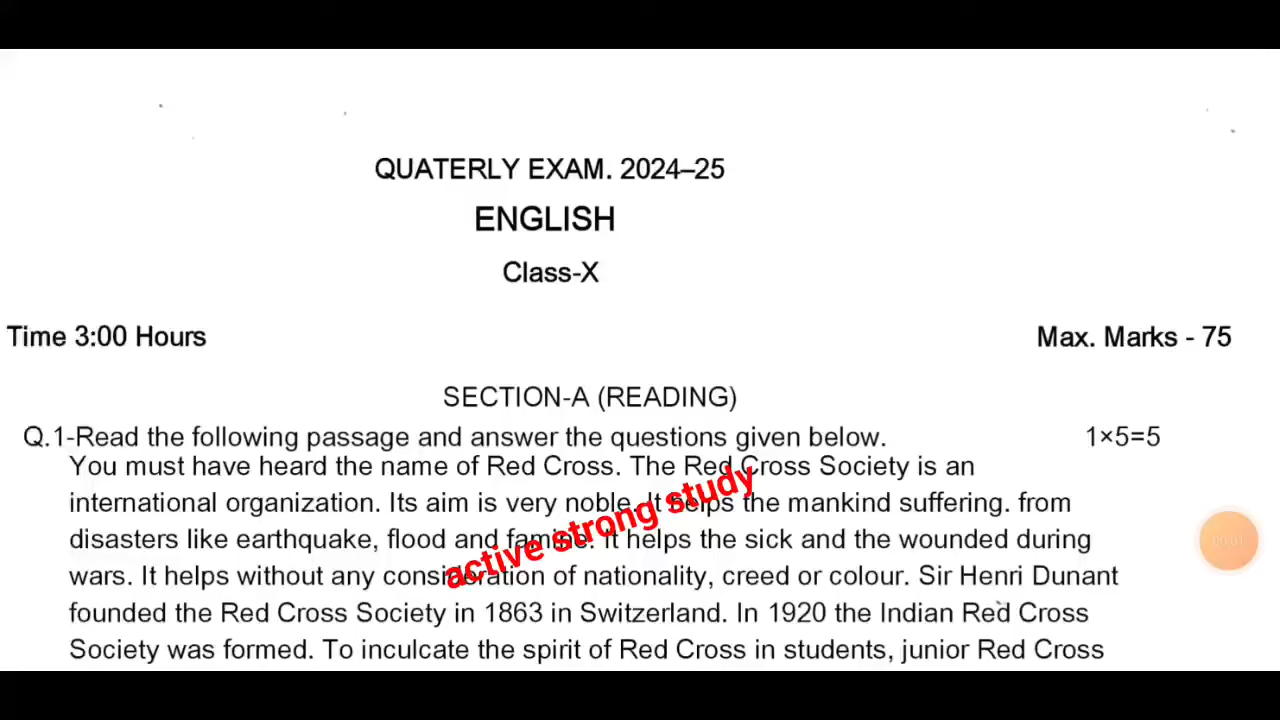 QUATERLY EXAM. 2024–25
ENGLISH
Class-X
Time 3:00 Hours Max. Marks - 75
SECTION-A (READING)
Q.1-Read the following passage and answer the questions given below. 1×5=5
You must have heard the name of Red Cross. The Red Cross Society is an
international organization. Its aim is very noble. It helps the mankind suffering. from
disasters like earthquake, flood and famine. It helps the sick and the wounded during
wars. It helps without any consideration of nationality, creed or colour. Sir Henri Dunant
founded the Red Cross Society in 1863 in Switzerland. In 1920 the Indian Red Cross
Society was formed. To inculcate the spirit of Red Cross in students, junior Red Cross
active strong study
00:01